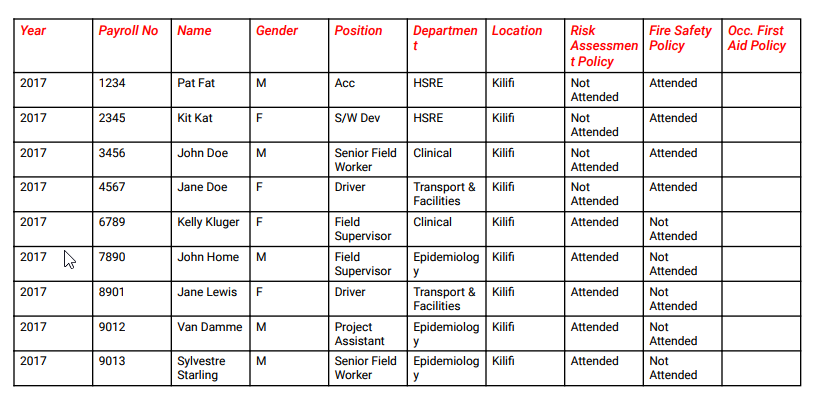 Year Payroll No Name Gender Position Departmen Location Risk Fire Safety Occ. First
t Assessmen Policy Aid Policy
t Policy
2017 1234 Pat Fat M Acc HSRE Kilifi Not Attended
Attended
2017 2345 Kit Kat F S/W Dev HSRE Kilifi Not Attended
Attended
2017 3456 John Doe M Senior Field Clinical Kilifi Not Attended
Worker Attended
2017 4567 Jane Doe F Driver Transport & Kilifi Not Attended
Facilities Attended
2017 6789 Kelly Kluger F Field Clinical Kilifi Attended Not
Supervisor Attended
2017 7890 John Home M Field Epidemiolog Kilifi Attended Not
Supervisor y Attended
2017 8901 Jane Lewis F Driver Transport & Kilifi Attended Not
Facilities Attended
2017 9012 Van Damme M Project Epidemiolog Kilifi Attended Not
Assistant y Attended
2017 9013 Sylvestre M Senior Field Epidemiolog Kilifi Attended Not
Starling Worker y Attended